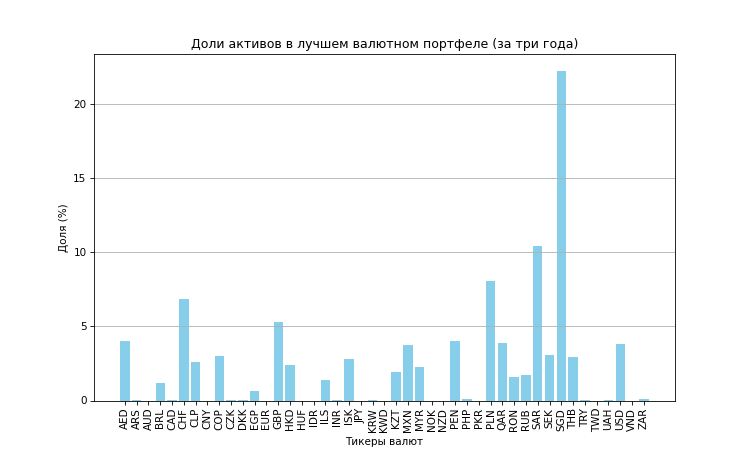 Доли активов в лучшем валютном портфеле (за три года)
Доля (%)
20
15
10
5
0
AED ARS AUD BRL CAD CHF CLP CNY COP CZK DKK EGP EUR GBP HKD HUF IDR ILS INR ISK JPY KRW KWD KZT MXN MYR NOK NZD PEN PHP PKR PLN QAR RON RUB SAR SEK SGD THB TRY TWD UAH USD VND ZAR
Тикеры валют